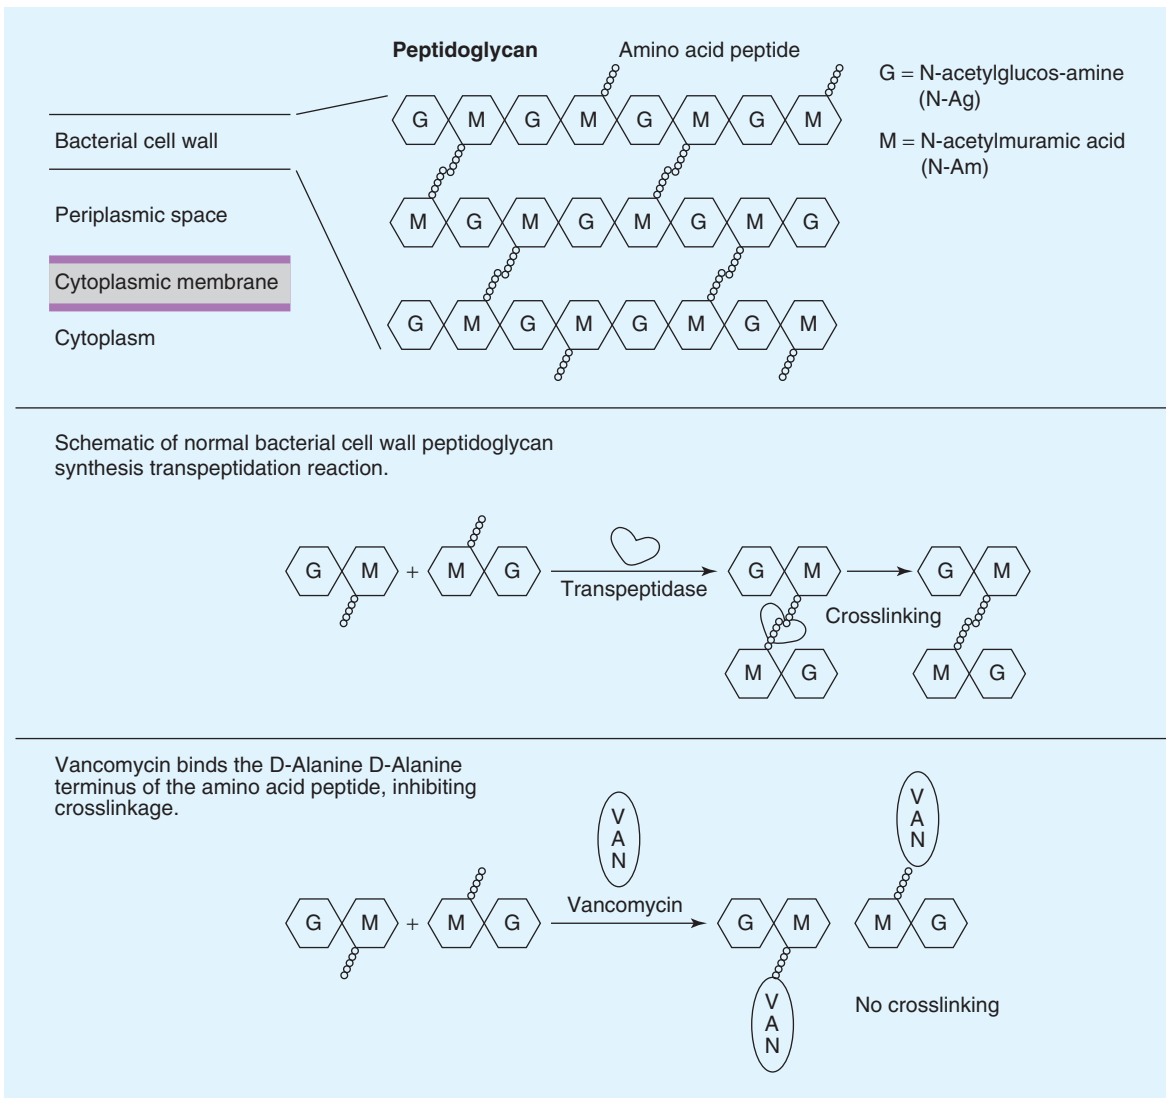 Peptidoglycan
Amino acid peptide
G = N-acetylglucos-amine
(N-Ag)
M = N-acetylmuramic acid
(N-Am)
Bacterial cell wall
Periplasmic space
Cytoplasmic membrane
Cytoplasm
G M G M G M G M
M G M G M G M G
G M G M G M G M
Schematic of normal bacterial cell wall peptidoglycan
synthesis transpeptidation reaction.
G M + M G
Transpeptidase
G M
Crosslinking
M G
G M
M G
Vancomycin binds the D-Alanine D-Alanine
terminus of the amino acid peptide, inhibiting
crosslinkage.
G M + M G
V
A
N
Vancomycin
G M
V
A
N
V
A
N
M G
No crosslinking